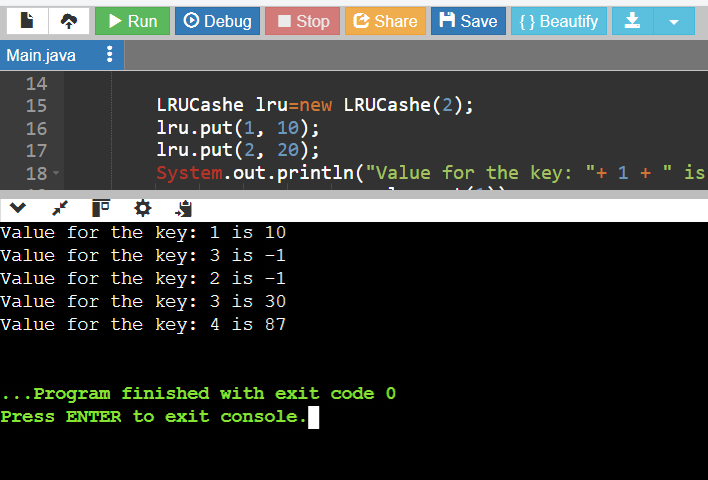 Run Debug Stop Share Save { } Beautify
Main.java
14
15 LRUCashe lru=new LRUCashe(2);
16 lru.put(1, 10);
17 lru.put(2, 20);
18 System.out.println("Value for the key: "+ 1 + " is
Value for the key: 1 is 10
Value for the key: 3 is -1
Value for the key: 2 is -1
Value for the key: 3 is 30
Value for the key: 4 is 87
...Program finished with exit code 0
Press ENTER to exit console.